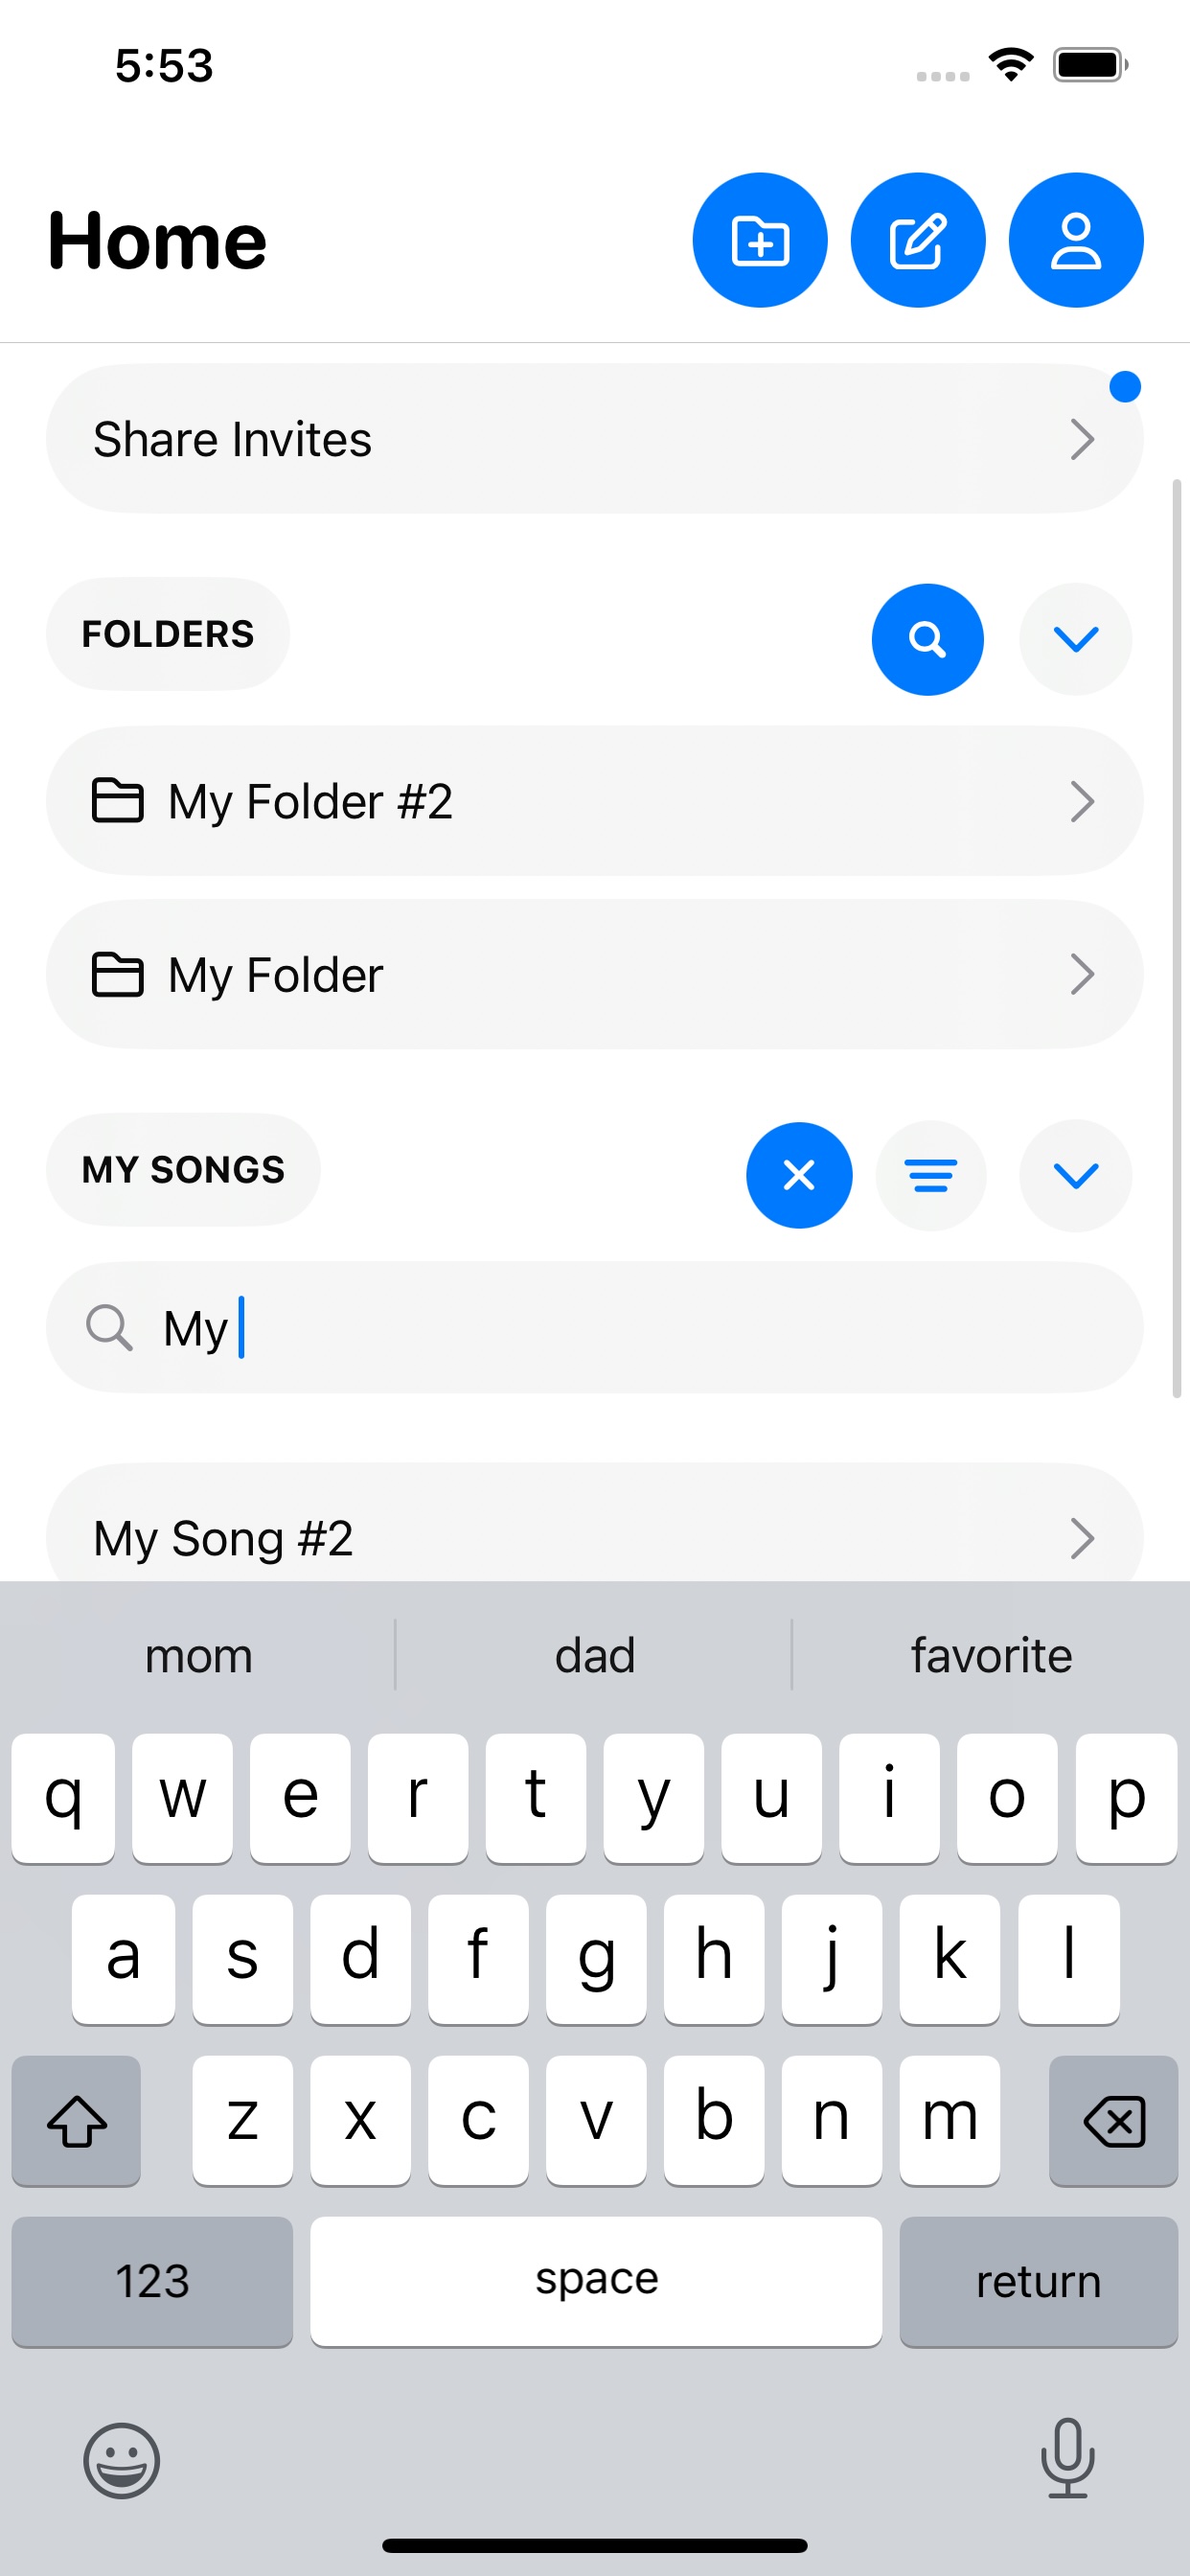 5:53
Home
Share Invites
FOLDERS
My Folder #2
My Folder
MY SONGS
My
My Song #2
mom dad favorite
q w e r t y u i o p
a s d f g h j k l
z x c v b n m
123 space return